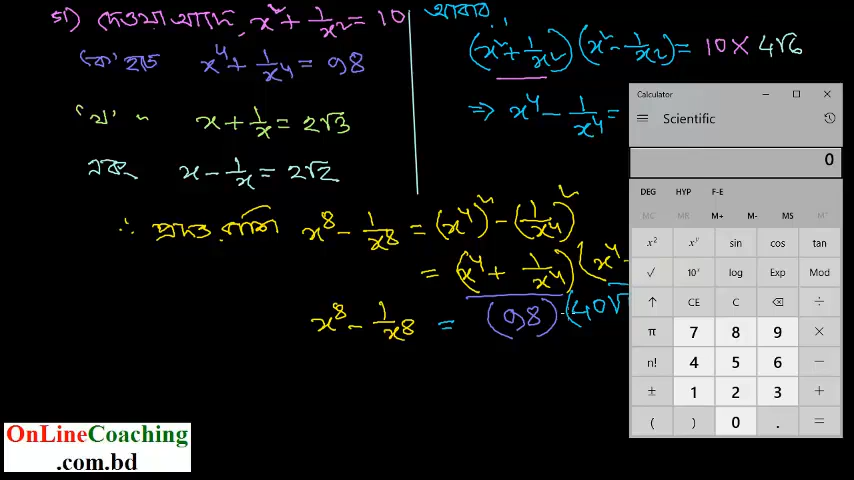 গ) দেওয়া আছে, x² + 1/x² = 10
'ক' হতে x⁴ + 1/x⁴ = 98
'খ' " x + 1/x = 2√3
এবং x - 1/x = 2√2
আবার,
(x² + 1/x²)(x² - 1/x²) = 10 × 4√6
⇒ x⁴ - 1/x⁴ =
∴ প্রদত্ত রাশি x⁸ - 1/x⁸ = (x⁴)² - (1/x⁴)²
= (x⁴ + 1/x⁴)(x⁴ -
x⁸ - 1/x⁸ = (98) · (40√
Calculator
Scientific
0
DEG HYP F-E
MC MR M+ M- MS M˅
x² xʸ sin cos tan
√ 10ˣ log Exp Mod
↑ CE C ⌫ ÷
π 7 8 9 ×
n! 4 5 6 −
± 1 2 3 +
( ) 0 . =
OnLineCoaching
.com.bd